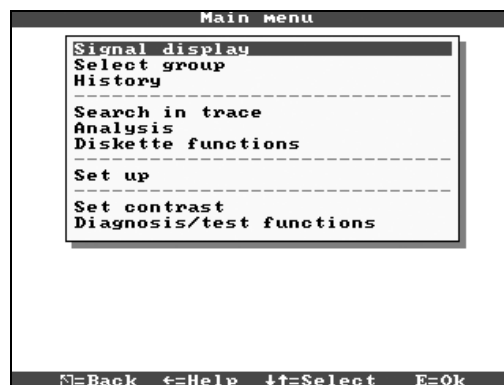 Main menu
Signal display
Select group
History
Search in trace
Analysis
Diskette functions
Set up
Set contrast
Diagnosis/test functions
⇱=Back ←=Help ↓↑=Select E=Ok